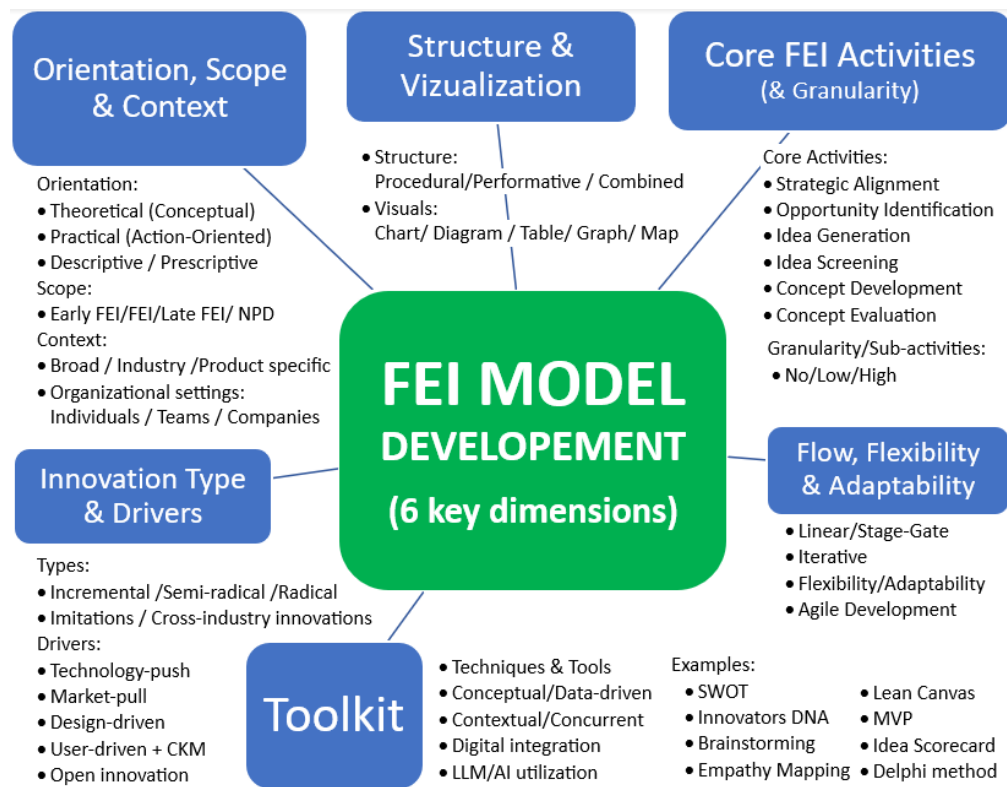 Orientation, Scope
& Context
Orientation:
• Theoretical (Conceptual)
• Practical (Action-Oriented)
• Descriptive / Prescriptive
Scope:
• Early FEI/FEI/Late FEI/ NPD
Context:
• Broad / Industry /Product specific
• Organizational settings:
Individuals / Teams / Companies
Structure &
Vizualization
• Structure:
Procedural/Performative / Combined
• Visuals:
Chart/ Diagram / Table/ Graph/ Map
Core FEI Activities
(& Granularity)
Core Activities:
• Strategic Alignment
• Opportunity Identification
• Idea Generation
• Idea Screening
• Concept Development
• Concept Evaluation
Granularity/Sub-activities:
• No/Low/High
FEI MODEL
DEVELOPEMENT
(6 key dimensions)
Innovation Type
& Drivers
Types:
• Incremental /Semi-radical /Radical
• Imitations / Cross-industry innovations
Drivers:
• Technology-push
• Market-pull
• Design-driven
• User-driven + CKM
• Open innovation
Flow, Flexibility
& Adaptability
• Linear/Stage-Gate
• Iterative
• Flexibility/Adaptability
• Agile Development
Toolkit
• Techniques & Tools
• Conceptual/Data-driven
• Contextual/Concurrent
• Digital integration
• LLM/AI utilization
Examples:
• SWOT
• Innovators DNA
• Brainstorming
• Empathy Mapping
• Lean Canvas
• MVP
• Idea Scorecard
• Delphi method